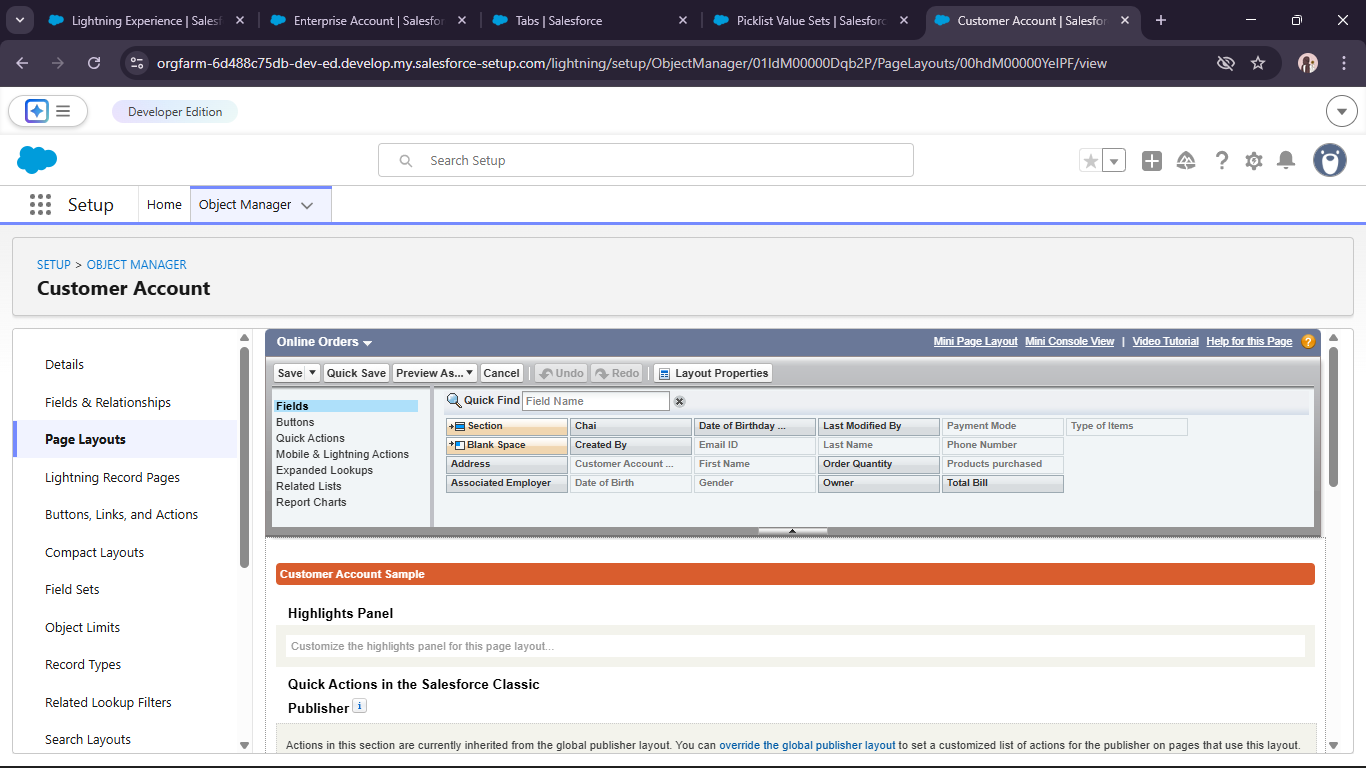 Lightning Experience | Salesf
Enterprise Account | Salesfor
Tabs | Salesforce
Picklist Value Sets | Salesforc
Customer Account | Salesfor
orgfarm-6d488c75db-dev-ed.develop.my.salesforce-setup.com/lightning/setup/ObjectManager/01IdM00000Dqb2P/PageLayouts/00hdM00000YeIPF/view
Developer Edition
Search Setup
Setup
Home
Object Manager
SETUP > OBJECT MANAGER
Customer Account
Details
Fields & Relationships
Page Layouts
Lightning Record Pages
Buttons, Links, and Actions
Compact Layouts
Field Sets
Object Limits
Record Types
Related Lookup Filters
Search Layouts
Online Orders
Mini Page Layout Mini Console View | Video Tutorial Help for this Page ?
Save Quick Save Preview As... Cancel Undo Redo Layout Properties
Fields
Buttons
Quick Actions
Mobile & Lightning Actions
Expanded Lookups
Related Lists
Report Charts
Quick Find Field Name
Section Chai Date of Birthday ... Last Modified By Payment Mode Type of Items
Blank Space Created By Email ID Last Name Phone Number
Address Customer Account ... First Name Order Quantity Products purchased
Associated Employer Date of Birth Gender Owner Total Bill
Customer Account Sample
Highlights Panel
Customize the highlights panel for this page layout...
Quick Actions in the Salesforce Classic
Publisher i
Actions in this section are currently inherited from the global publisher layout. You can override the global publisher layout to set a customized list of actions for the publisher on pages that use this layout.